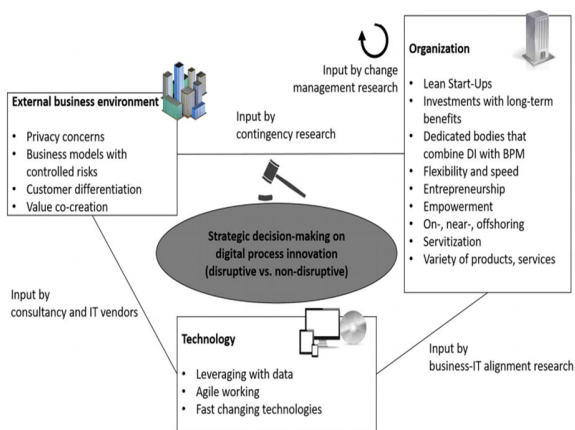 External business environment
• Privacy concerns
• Business models with
controlled risks
• Customer differentiation
• Value co-creation
Input by
contingency research
Input by change
management research
Organization
• Lean Start-Ups
• Investments with long-term
benefits
• Dedicated bodies that
combine DI with BPM
• Flexibility and speed
• Entrepreneurship
• Empowerment
• On-, near-, offshoring
• Servitization
• Variety of products, services
Strategic decision-making on
digital process innovation
(disruptive vs. non-disruptive)
Input by
consultancy and IT vendors
Technology
• Leveraging with data
• Agile working
• Fast changing technologies
Input by
business-IT alignment research